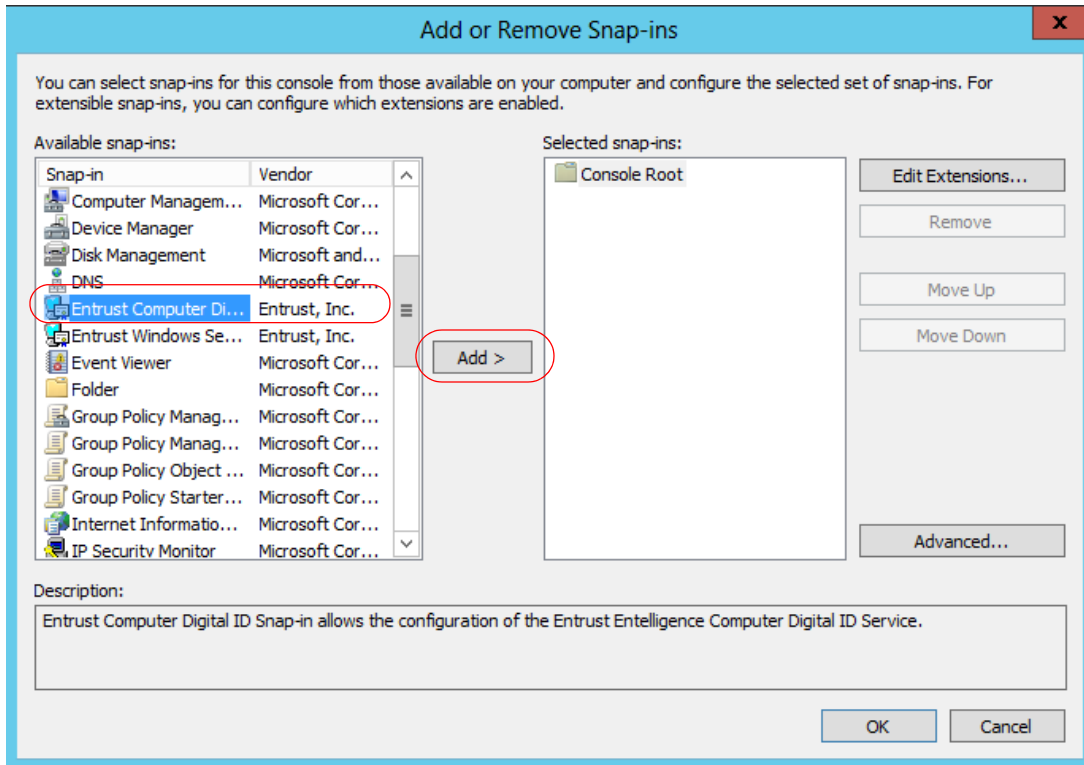 Add or Remove Snap-ins
x
You can select snap-ins for this console from those available on your computer and configure the selected set of snap-ins. For
extensible snap-ins, you can configure which extensions are enabled.
Available snap-ins:
Snap-in Vendor
Computer Managem... Microsoft Cor...
Device Manager Microsoft Cor...
Disk Management Microsoft and...
DNS Microsoft Cor...
Entrust Computer Di... Entrust, Inc.
Entrust Windows Se... Entrust, Inc.
Event Viewer Microsoft Cor...
Folder Microsoft Cor...
Group Policy Manag... Microsoft Cor...
Group Policy Manag... Microsoft Cor...
Group Policy Object ... Microsoft Cor...
Group Policy Starter... Microsoft Cor...
Internet Informatio... Microsoft Cor...
IP Security Monitor Microsoft Cor...
Add >
Selected snap-ins:
Console Root
Edit Extensions...
Remove
Move Up
Move Down
Advanced...
Description:
Entrust Computer Digital ID Snap-in allows the configuration of the Entrust Entelligence Computer Digital ID Service.
OK Cancel